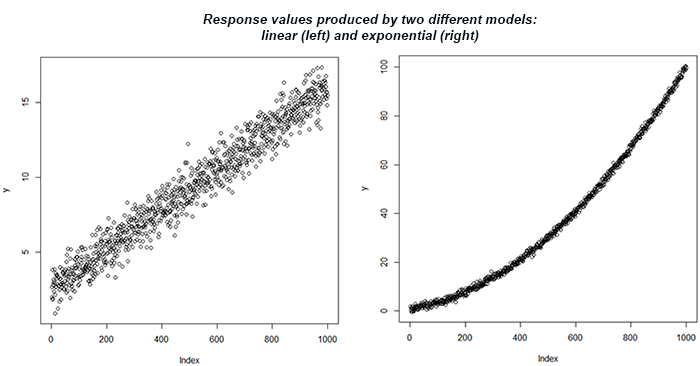 Response values produced by two different models:
linear (left) and exponential (right)
15
10
5
y
0 200 400 600 800 1000
Index
100
80
60
40
20
0
y
0 200 400 600 800 1000
Index